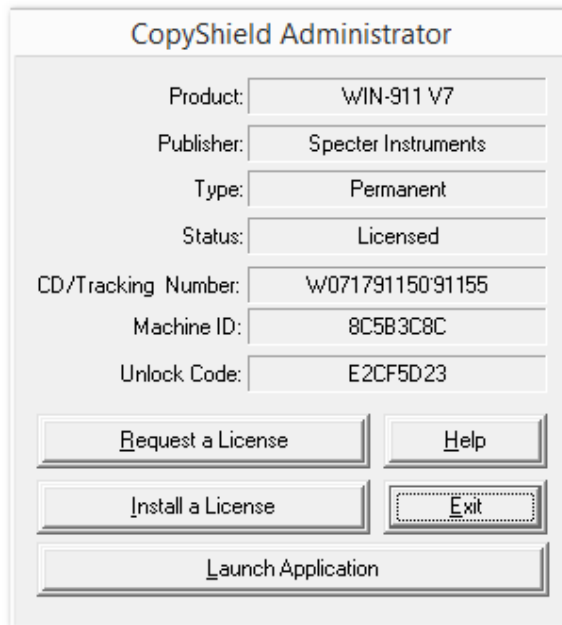 CopyShield Administrator
Product: WIN-911 V7
Publisher: Specter Instruments
Type: Permanent
Status: Licensed
CD/Tracking Number: W071791150'91155
Machine ID: 8C5B3C8C
Unlock Code: E2CF5D23
Request a License Help
Install a License Exit
Launch Application